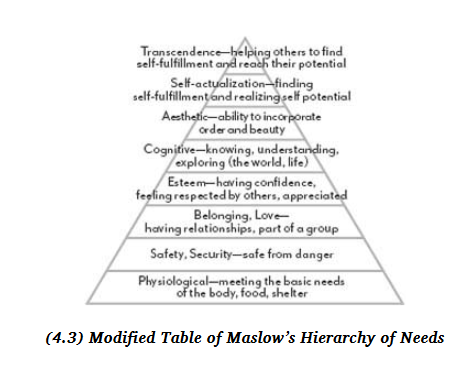 Transcendence—helping others to find
self-fulfillment and reach their potential
Self-actualization—finding
self-fulfillment and realizing self potential
Aesthetic—ability to incorporate
order and beauty
Cognitive—knowing, understanding,
exploring (the world, life)
Esteem—having confidence,
feeling respected by others, appreciated
Belonging, Love—
having relationships, part of a group
Safety, Security—safe from danger
Physiological—meeting the basic needs
of the body, food, shelter
(4.3) Modified Table of Maslow's Hierarchy of Needs